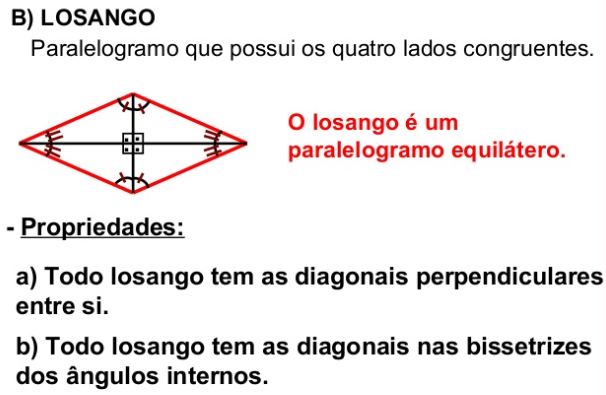 B) LOSANGO
Paralelogramo que possui os quatro lados congruentes.
O losango é um
paralelogramo equilátero.
- Propriedades:
a) Todo losango tem as diagonais perpendiculares
entre si.
b) Todo losango tem as diagonais nas bissetrizes
dos ângulos internos.